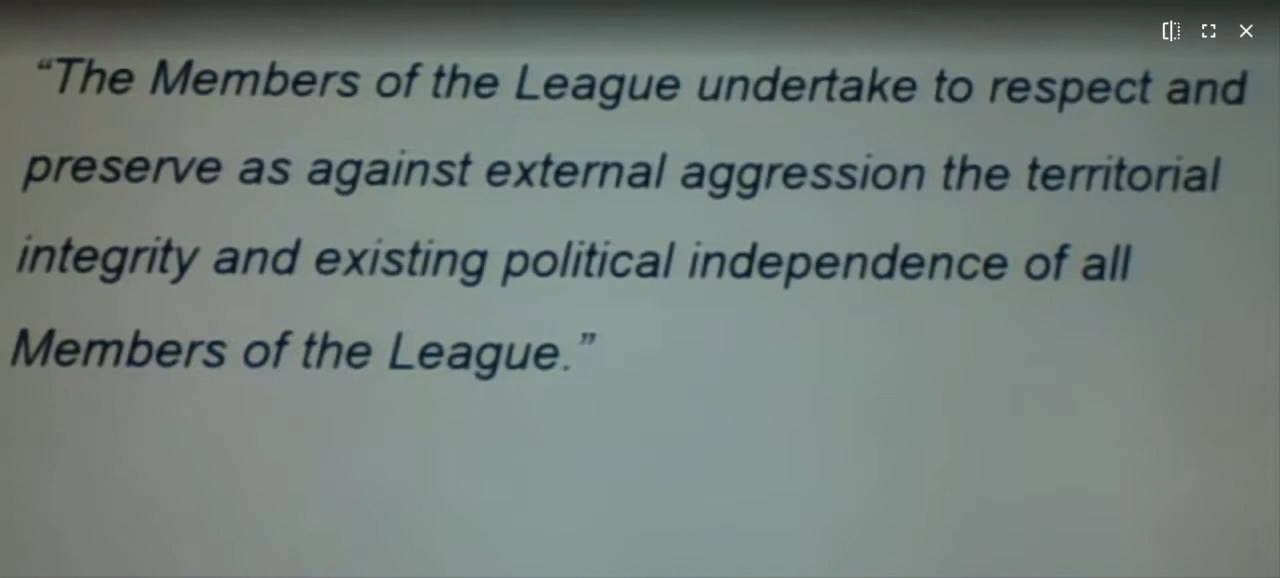 “The Members of the League undertake to respect and
preserve as against external aggression the territorial
integrity and existing political independence of all
Members of the League.”